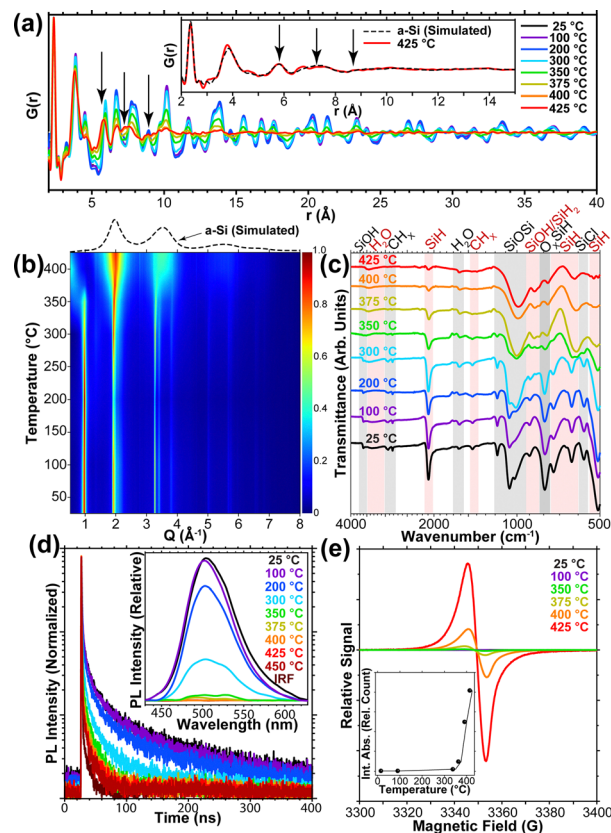 (a)
G(r)
r (Å)
5
10
15
20
25
30
35
40
G(r)
a-Si (Simulated)
425 °C
2
4
6
8
10
12
14
r (Å)
25 °C
100 °C
200 °C
300 °C
350 °C
375 °C
400 °C
425 °C
(b)
a-Si (Simulated)
Temperature (°C)
400
350
300
250
200
150
100
50
1
2
3
4
5
6
7
8
Q (Å-1)
1.0
0.8
0.6
0.4
0.2
0
(c)
SiOH
H2O
CHX
SiH
H2O
CHX
SiOSi
SiOH/SiH2
OXSiH
SiH
SiCl
SiH
Transmittance (Arb. Units)
425 °C
400 °C
375 °C
350 °C
300 °C
200 °C
100 °C
25 °C
4000
2000
1000
500
Wavenumber (cm-1)
(d)
PL Intensity (Normalized)
0
100
200
300
400
Time (ns)
PL Intensity (Relative)
450
500
550
600
Wavelength (nm)
25 °C
100 °C
200 °C
300 °C
350 °C
375 °C
400 °C
425 °C
450 °C
IRF
(e)
Relative Signal
25 °C
100 °C
350 °C
375 °C
400 °C
425 °C
3300
3320
3340
3360
3380
3400
Magnetic Field (G)
Int. Abs. (Rel. Count)
0
100
200
300
400
Temperature (°C)